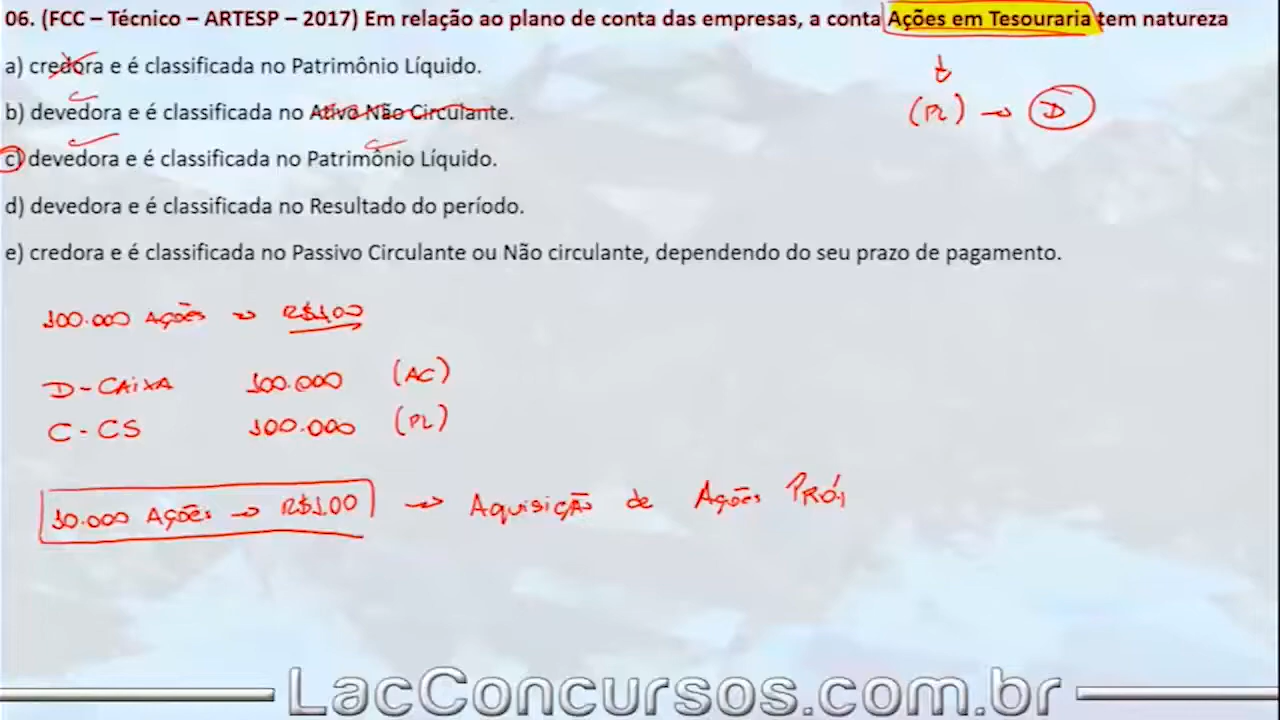 06. (FCC – Técnico – ARTESP – 2017) Em relação ao plano de conta das empresas, a conta Ações em Tesouraria tem natureza
a) credora e é classificada no Patrimônio Líquido.
b) devedora e é classificada no Ativo Não Circulante.
c) devedora e é classificada no Patrimônio Líquido.
d) devedora e é classificada no Resultado do período.
e) credora e é classificada no Passivo Circulante ou Não circulante, dependendo do seu prazo de pagamento.
(PL) → D
100.000 Ações → R$1,00
D - CAIXA 100.000 (AC)
C - CS 100.000 (PL)
10.000 Ações → R$1,00 → Aquisição de Ações PRÓ
LacConcursos.com.br